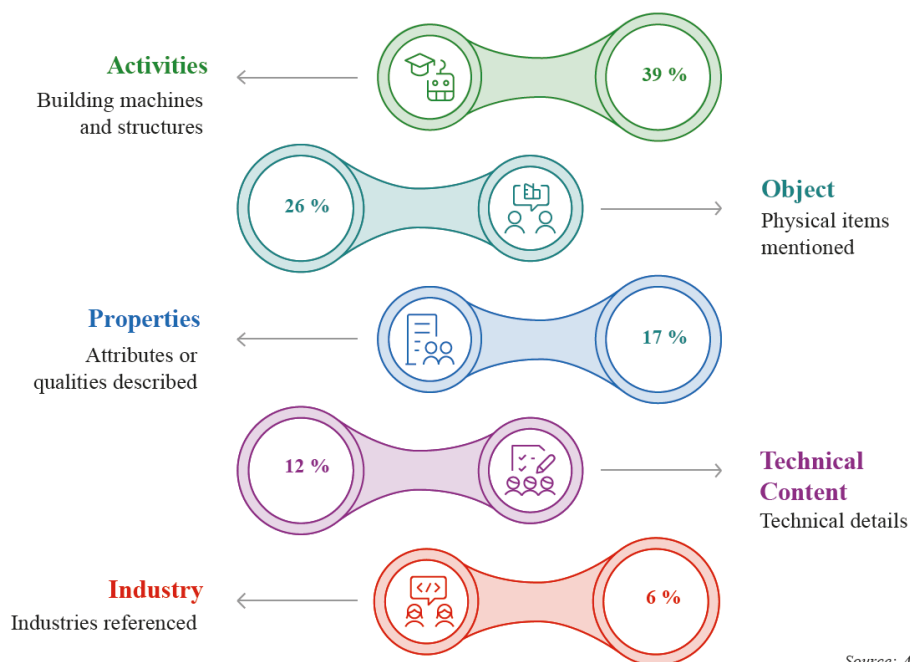 Activities
Building machines
and structures
39 %
26 %
Object
Physical items
mentioned
Properties
Attributes or
qualities described
17 %
12 %
Technical
Content
Technical details
Industry
Industries referenced
</>
6 %
Source: